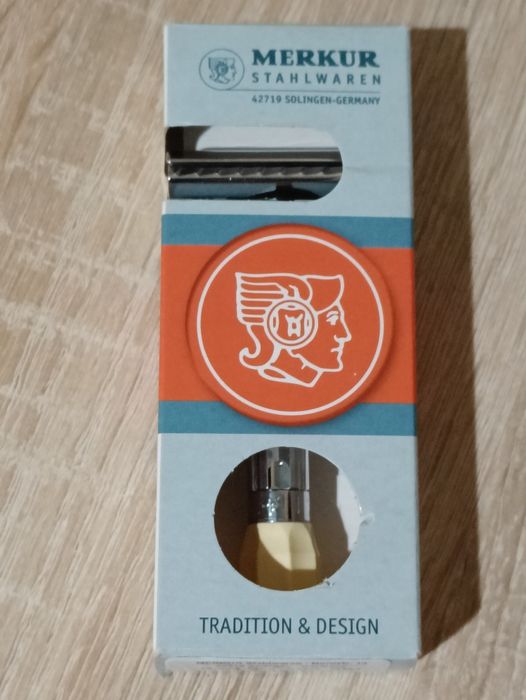 MERKUR
STAHLWAREN
42719 SOLINGEN-GERMANY
TRADITION & DESIGN